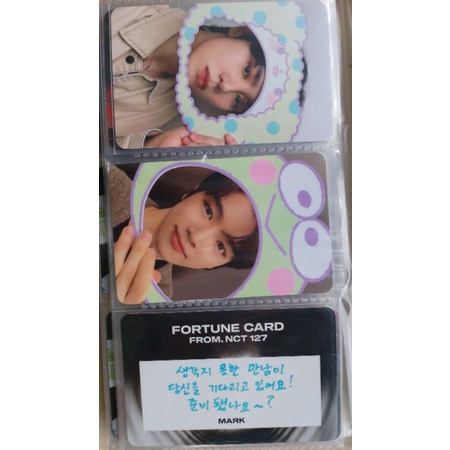 FORTUNE CARD
FROM. NCT 127
생각지 못한 만남이
당신을 기다리고 있어요!
준비 됐나요~?
MARK